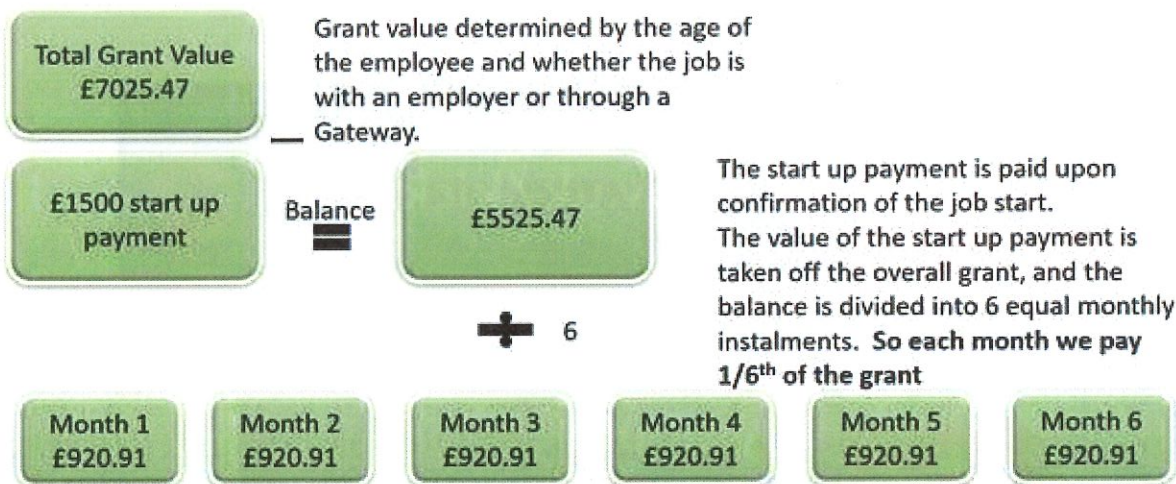 Total Grant Value
£7025.47
Grant value determined by the age of
the employee and whether the job is
with an employer or through a
Gateway.
—
£1500 start up
payment
Balance
=
£5525.47
The start up payment is paid upon
confirmation of the job start.
The value of the start up payment is
taken off the overall grant, and the
balance is divided into 6 equal monthly
instalments. So each month we pay
1/6th of the grant
÷ 6
Month 1
£920.91
Month 2
£920.91
Month 3
£920.91
Month 4
£920.91
Month 5
£920.91
Month 6
£920.91